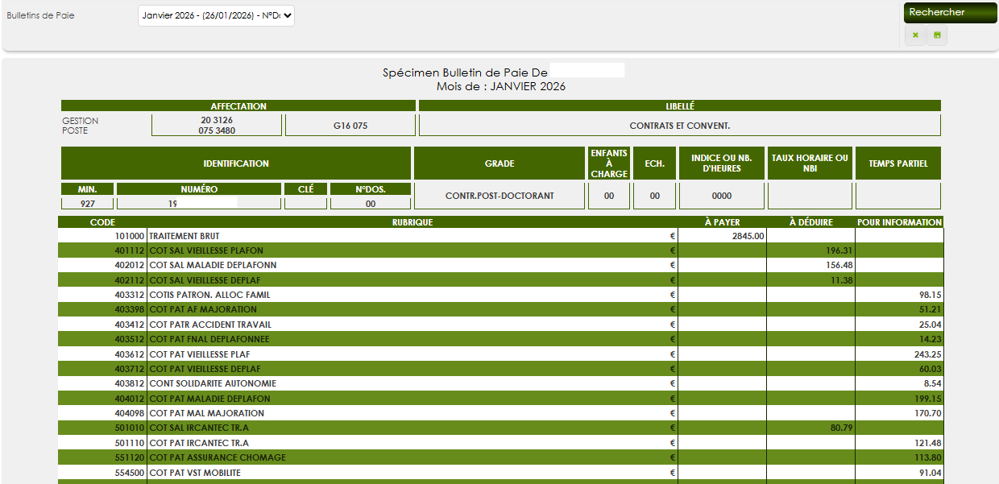 Bulletins de Paie
Janvier 2026 - (26/01/2026) - N°Do
Rechercher
Spécimen Bulletin de Paie De
Mois de : JANVIER 2026
AFFECTATION LIBELLÉ
GESTION 20 3126
POSTE 075 3480 G16 075 CONTRATS ET CONVENT.
IDENTIFICATION GRADE ENFANTS À CHARGE ECH. INDICE OU NB. D'HEURES TAUX HORAIRE OU NBI TEMPS PARTIEL
MIN. NUMÉRO CLÉ N°DOS.
927 19 00 CONTR.POST-DOCTORANT 00 00 0000
CODE RUBRIQUE À PAYER À DÉDUIRE POUR INFORMATION
101000 TRAITEMENT BRUT € 2845.00
401112 COT SAL VIEILLESSE PLAFON € 196.31
402012 COT SAL MALADIE DEPLAFONN € 156.48
402112 COT SAL VIEILLESSE DEPLAF € 11.38
403312 COTIS PATRON. ALLOC FAMIL € 98.15
403398 COT PAT AF MAJORATION € 51.21
403412 COT PATR ACCIDENT TRAVAIL € 25.04
403512 COT PAT FNAL DEPLAFONNEE € 14.23
403612 COT PAT VIEILLESSE PLAF € 243.25
403712 COT PAT VIEILLESSE DEPLAF € 60.03
403812 CONT SOLIDARITE AUTONOMIE € 8.54
404012 COT PAT MALADIE DEPLAFON € 199.15
404098 COT PAT MAL MAJORATION € 170.70
501010 COT SAL IRCANTEC TR.A € 80.79
501110 COT PAT IRCANTEC TR.A € 121.48
551120 COT PAT ASSURANCE CHOMAGE € 113.80
554500 COT PAT VST MOBILITE € 91.04